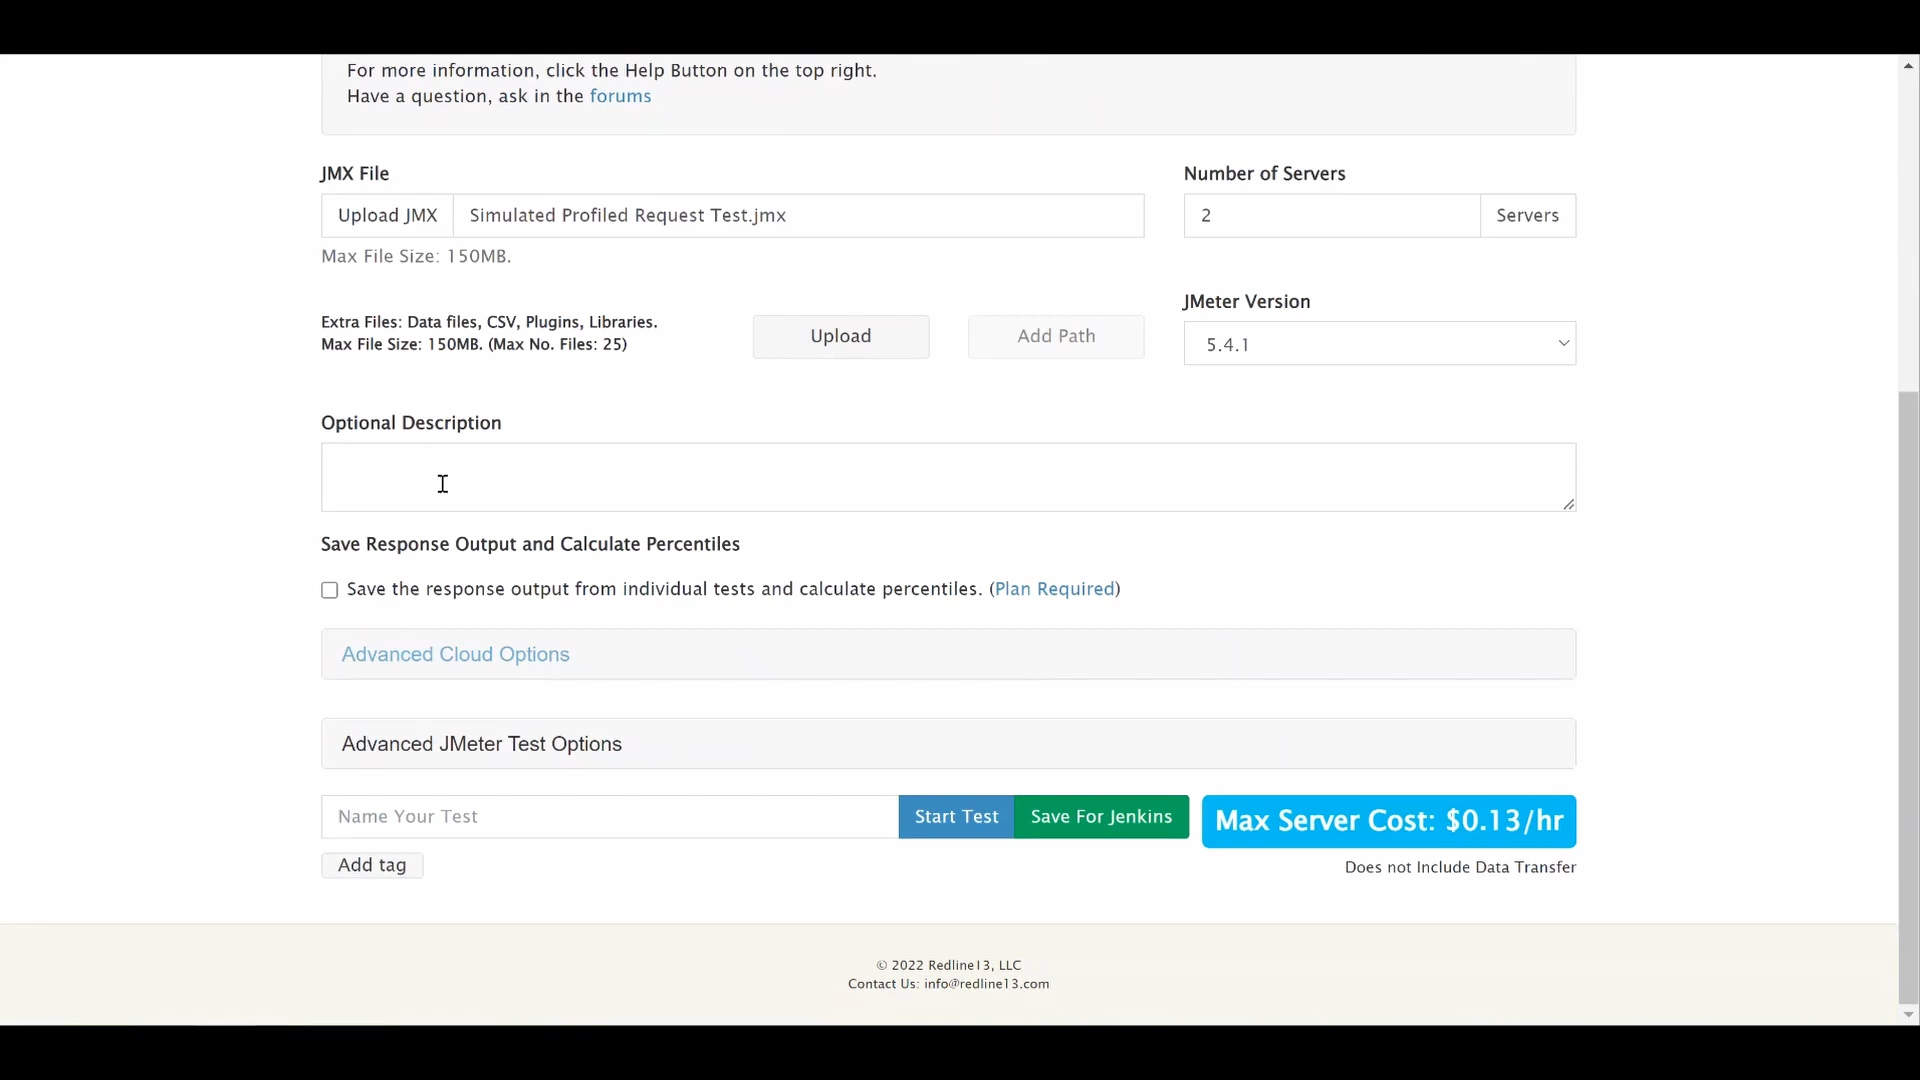 For more information, click the Help Button on the top right.
Have a question, ask in the forums
JMX File
Number of Servers
Upload JMX
Simulated Profiled Request Test.jmx
2
Servers
Max File Size: 150MB.
Extra Files: Data files, CSV, Plugins, Libraries.
Max File Size: 150MB. (Max No. Files: 25)
Upload
Add Path
JMeter Version
5.4.1
Optional Description
Save Response Output and Calculate Percentiles
Save the response output from individual tests and calculate percentiles. (Plan Required)
Advanced Cloud Options
Advanced JMeter Test Options
Name Your Test
Start Test
Save For Jenkins
Max Server Cost: $0.13/hr
Add tag
Does not Include Data Transfer
© 2022 Redline13, LLC
Contact Us: info@redline13.com